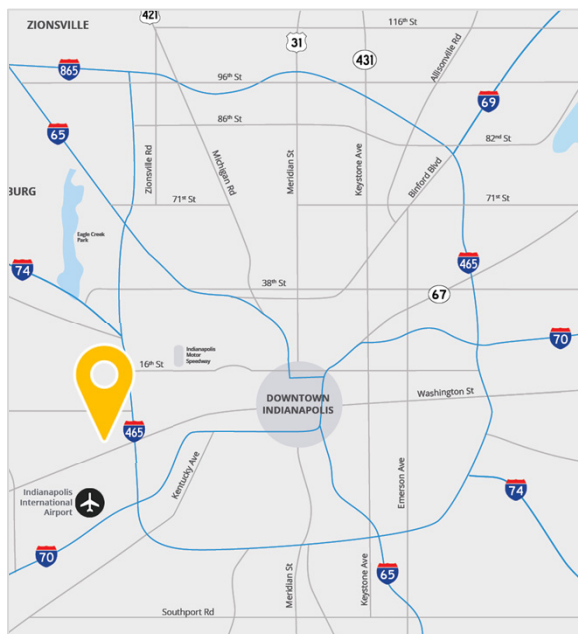 421
ZIONSVILLE
116th St
31
431
Allisonville Rd
865
96th St
69
65
86th St
82nd St
Zionsville Rd
Michigan Rd
Meridian St
Keystone Ave
Binford Blvd
BURG
71st St
71st St
Eagle Creek
Park
74
465
38th St
67
70
Indianapolis
Motor
Speedway
16th St
DOWNTOWN
INDIANAPOLIS
Washington St
465
Kentucky Ave
Emerson Ave
74
Indianapolis
International
Airport
70
65
Meridian St
Keystone Ave
Southport Rd